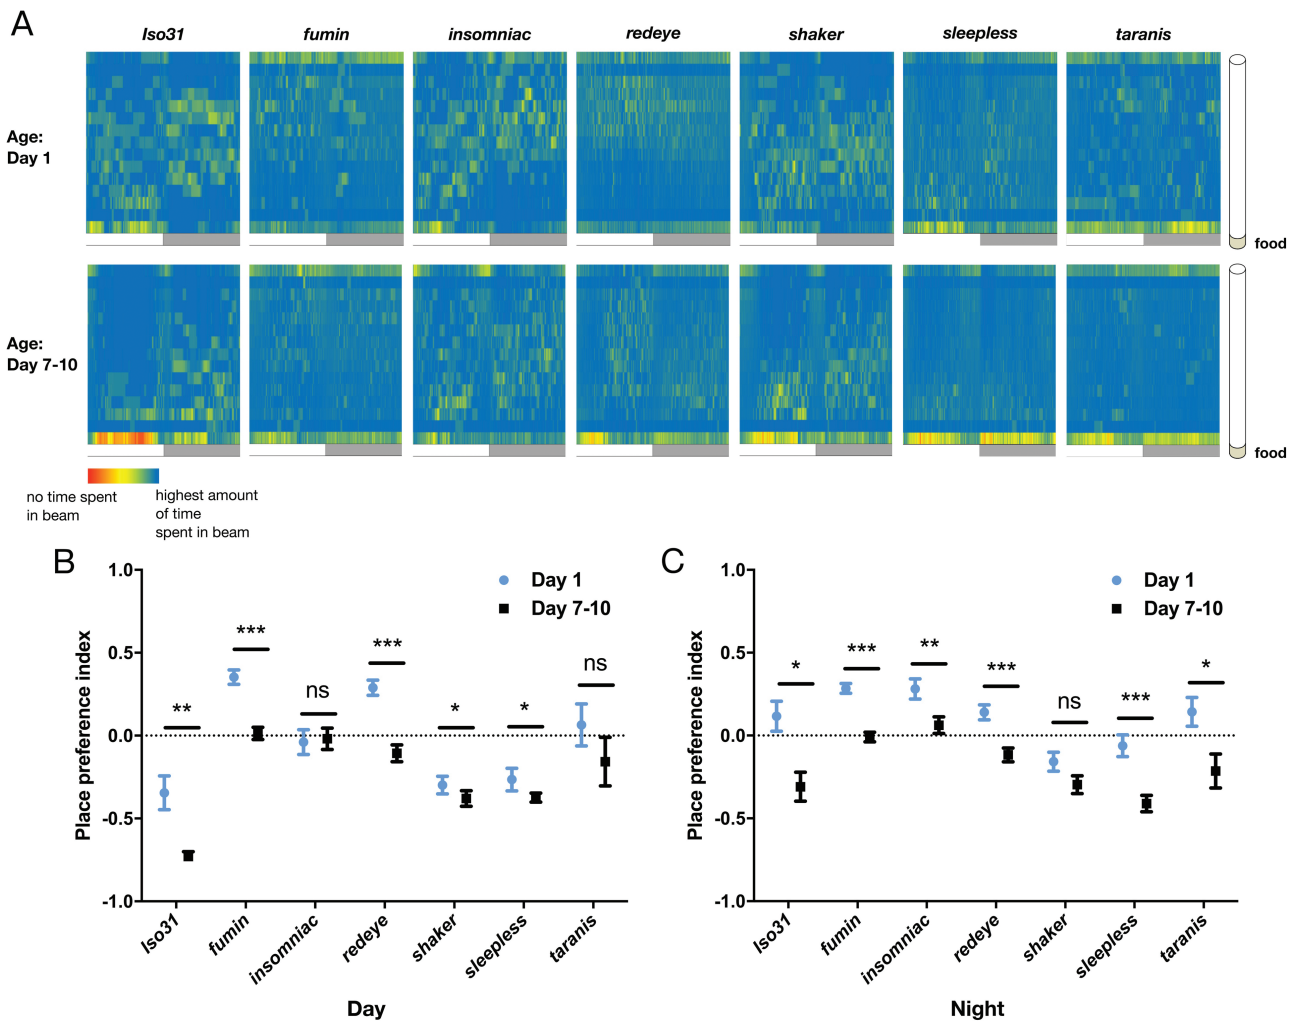 A
Iso31 fumin insomniac redeye shaker sleepless taranis
Age:
Day 1
food
Age:
Day 7-10
food
no time spent
in beam
highest amount
of time
spent in beam
B
1.0
0.5
0.0
-0.5
-1.0
Place preference index
Day 1
Day 7-10
** *** ns *** * * ns
Iso31 fumin insomniac redeye shaker sleepless taranis
Day
C
1.0
0.5
0.0
-0.5
-1.0
Place preference index
Day 1
Day 7-10
* *** ** *** ns *** *
Iso31 fumin insomniac redeye shaker sleepless taranis
Night